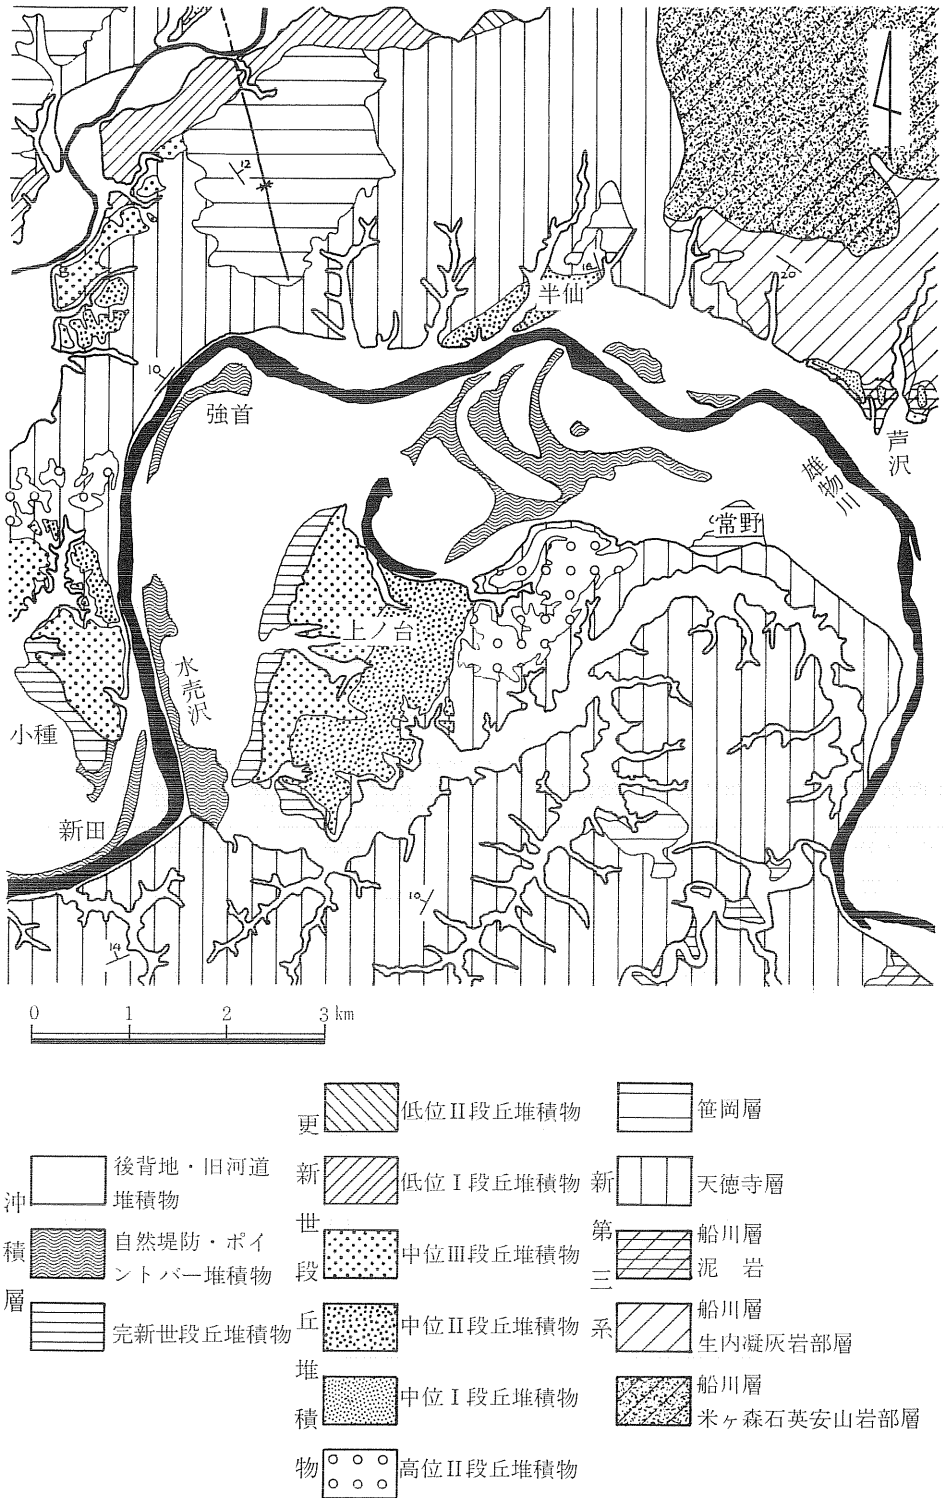 12
20
18
半仙
10
強首
芦沢
雄物川
常野
上ノ台
水売沢
小種
新田
10
14
0 1 2 3 km
沖積層
後背地・旧河道
堆積物
自然堤防・ポイ
ントバー堆積物
完新世段丘堆積物
更新世段丘堆積物
低位II段丘堆積物
低位I段丘堆積物
中位III段丘堆積物
中位II段丘堆積物
中位I段丘堆積物
高位II段丘堆積物
新第三系
笹岡層
天徳寺層
船川層
泥岩
船川層
生内凝灰岩部層
船川層
米ヶ森石英安山岩部層